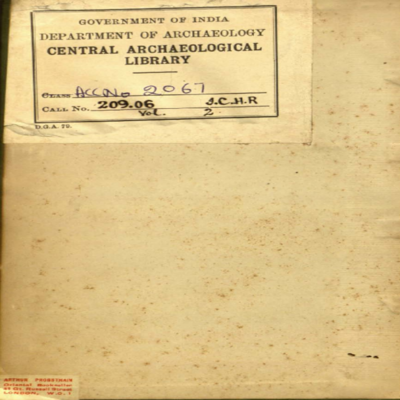 GOVERNMENT OF INDIA
DEPARTMENT OF ARCHAEOLOGY
CENTRAL ARCHAEOLOGICAL
LIBRARY
CLASS ACC No 2067
CALL No. 209.06 I.C.H.R
Vol. 2
D.G.A. 79.
ARTHUR PROBSTHAIN
Oriental Bookseller
41 Gt. Russell Street
LONDON, W.C. 1